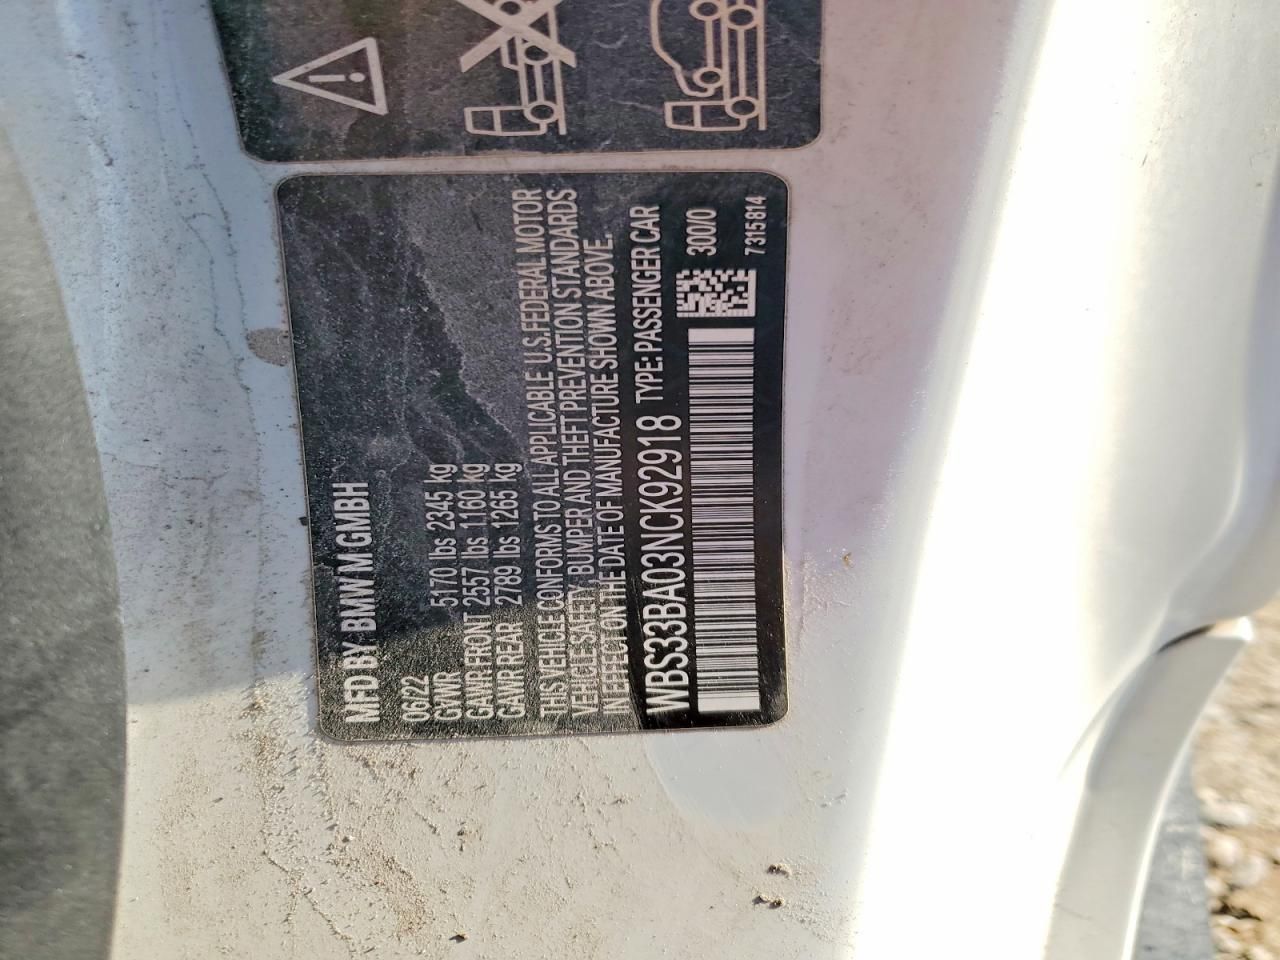 MFD BY BMW M GMBH
06/22
GVWR 5170 lbs 2345 kg
GAWR FRONT 2557 lbs 1160 kg
GAWR REAR 2789 lbs 1265 kg
THIS VEHICLE CONFORMS TO ALL APPLICABLE U.S.FEDERAL MOTOR
VEHICLE SAFETY, BUMPER AND THEFT PREVENTION STANDARDS
IN EFFECT ON THE DATE OF MANUFACTURE SHOWN ABOVE.
WBS33BA03NCK92918 TYPE: PASSENGER CAR
300/0
7315814